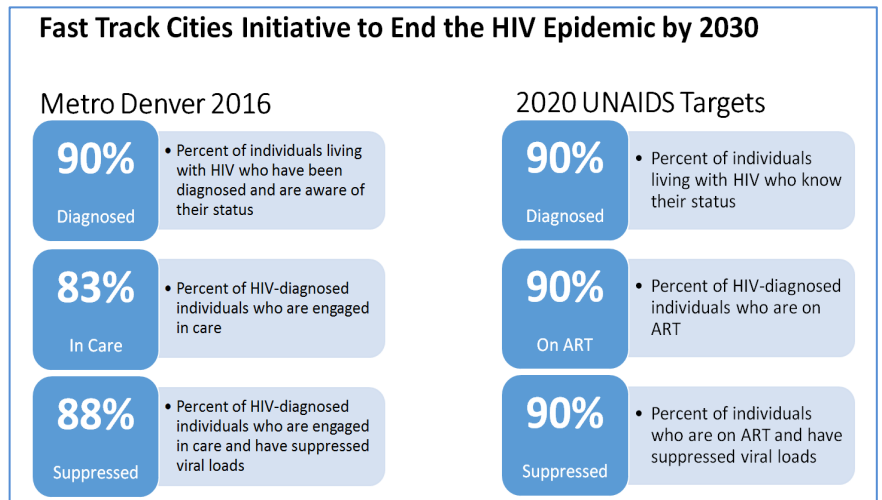 Fast Track Cities Initiative to End the HIV Epidemic by 2030
Metro Denver 2016
90%
Diagnosed
• Percent of individuals living
with HIV who have been
diagnosed and are aware of
their status
83%
In Care
• Percent of HIV-diagnosed
individuals who are engaged
in care
88%
Suppressed
• Percent of HIV-diagnosed
individuals who are engaged
in care and have suppressed
viral loads
2020 UNAIDS Targets
90%
Diagnosed
• Percent of individuals
living with HIV who know
their status
90%
On ART
• Percent of HIV-diagnosed
individuals who are on
ART
90%
Suppressed
• Percent of individuals
who are on ART and have
suppressed viral loads